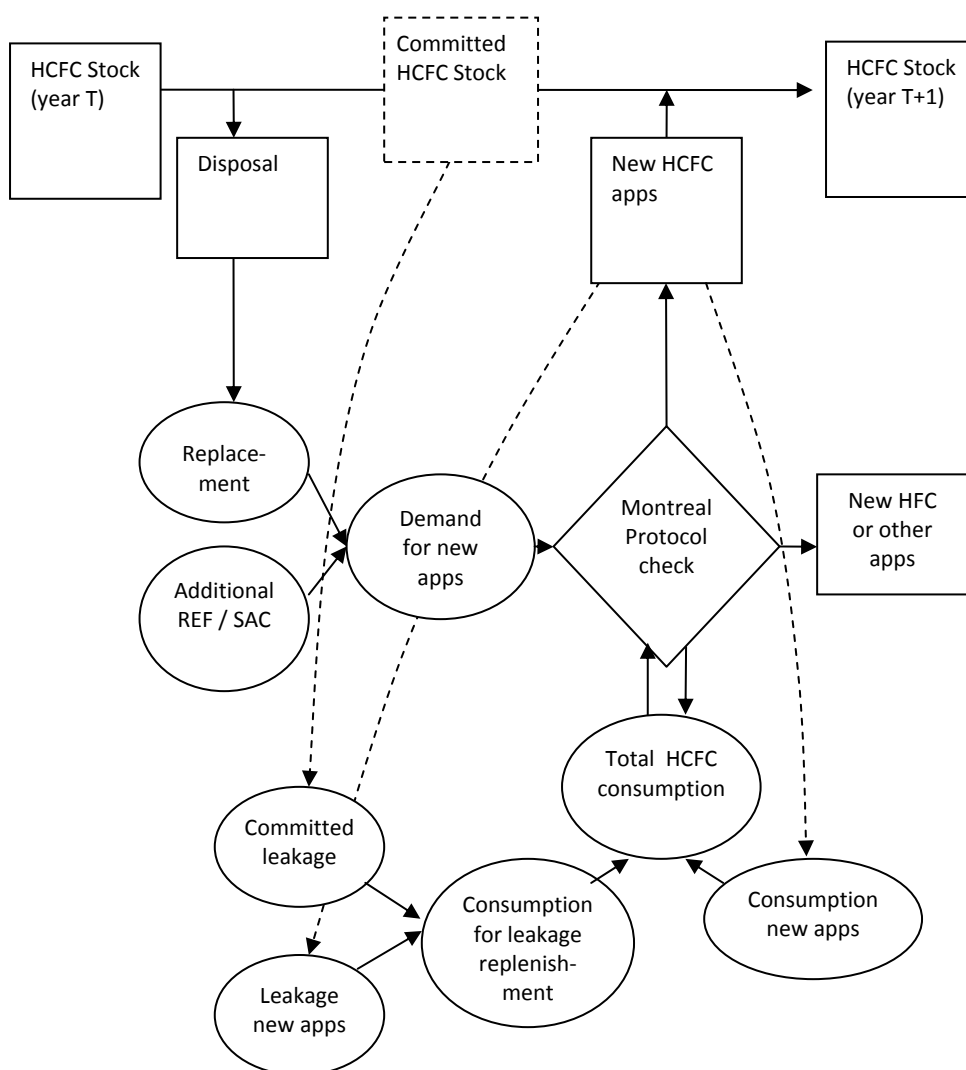 HCFC Stock
(year T)
Committed
HCFC Stock
HCFC Stock
(year T+1)
Disposal
New HCFC
apps
Replace-
ment
Demand
for new
apps
Montreal
Protocol
check
New HFC
or other
apps
Additional
REF / SAC
Total HCFC
consumption
Committed
leakage
Consumption
for leakage
replenish-
ment
Consumption
new apps
Leakage
new apps